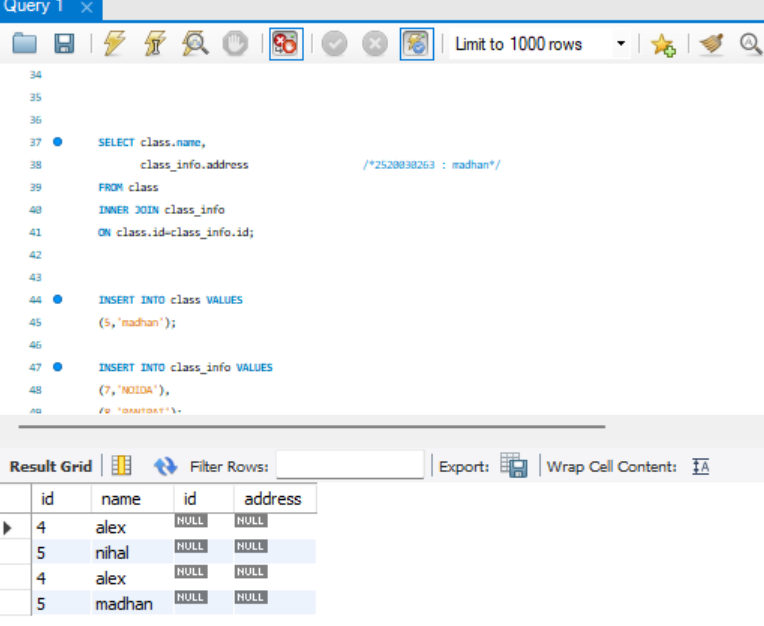 Query 1
Limit to 1000 rows
34
35
36
37 SELECT class.name,
38 class_info.address /*2520030263 : madhan*/
39 FROM class
40 INNER JOIN class_info
41 ON class.id=class_info.id;
42
43
44 INSERT INTO class VALUES
45 (5,'madhan');
46
47 INSERT INTO class_info VALUES
48 (7,'NOIDA'),
49 (8,'PANIPAT');
Result Grid Filter Rows: Export: Wrap Cell Content: IA
id name id address
4 alex NULL NULL
5 nihal NULL NULL
4 alex NULL NULL
5 madhan NULL NULL